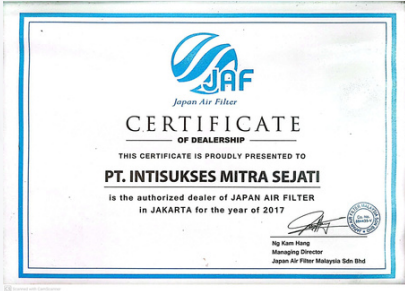 JAF
Japan Air Filter
CERTIFICATE
OF DEALERSHIP
THIS CERTIFICATE IS PROUDLY PRESENTED TO
PT. INTISUKSES MITRA SEJATI
is the authorized dealer of JAPAN AIR FILTER
in JAKARTA for the year of 2017
Ng Kam Hang
Managing Director
Japan Air Filter Malaysia Sdn Bhd